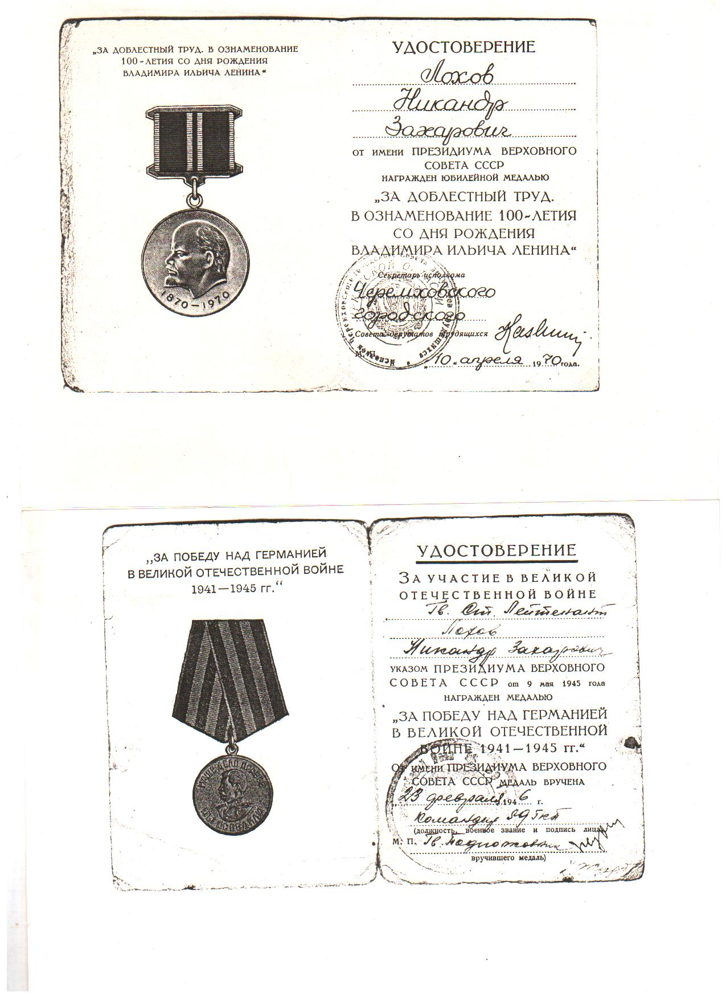 „ЗА ДОБЛЕСТНЫЙ ТРУД. В ОЗНАМЕНОВАНИЕ
100-ЛЕТИЯ СО ДНЯ РОЖДЕНИЯ
ВЛАДИМИРА ИЛЬИЧА ЛЕНИНА“
1870—1970
УДОСТОВЕРЕНИЕ
Лохов
Никандр
Захарович
ОТ ИМЕНИ ПРЕЗИДИУМА ВЕРХОВНОГО
СОВЕТА СССР
НАГРАЖДЕН ЮБИЛЕЙНОЙ МЕДАЛЬЮ
„ЗА ДОБЛЕСТНЫЙ ТРУД.
В ОЗНАМЕНОВАНИЕ 100-ЛЕТИЯ
СО ДНЯ РОЖДЕНИЯ
ВЛАДИМИРА ИЛЬИЧА ЛЕНИНА“
Секретарь исполкома
Черемховского
городского
Совета депутатов трудящихся
М. П.
„10“ апреля 1970 года.
„ЗА ПОБЕДУ НАД ГЕРМАНИЕЙ
В ВЕЛИКОЙ ОТЕЧЕСТВЕННОЙ ВОЙНЕ
1941—1945 гг.“
НАШЕ ДЕЛО ПРАВОЕ
МЫ ПОБЕДИЛИ
УДОСТОВЕРЕНИЕ
ЗА УЧАСТИЕ В ВЕЛИКОЙ
ОТЕЧЕСТВЕННОЙ ВОЙНЕ
Гв. Ст. Лейтенант
Лохов
Никандр Захарович
УКАЗОМ ПРЕЗИДИУМА ВЕРХОВНОГО
СОВЕТА СССР от 9 мая 1945 года
НАГРАЖДЕН МЕДАЛЬЮ
„ЗА ПОБЕДУ НАД ГЕРМАНИЕЙ
В ВЕЛИКОЙ ОТЕЧЕСТВЕННОЙ
ВОЙНЕ 1941—1945 гг.“
ОТ ИМЕНИ ПРЕЗИДИУМА ВЕРХОВНОГО
СОВЕТА СССР МЕДАЛЬ ВРУЧЕНА
„23 февраля 1946 г.
Командир
(должность, военное звание и подпись лица,
М. П. Гв. Подполковник
вручившего медаль)